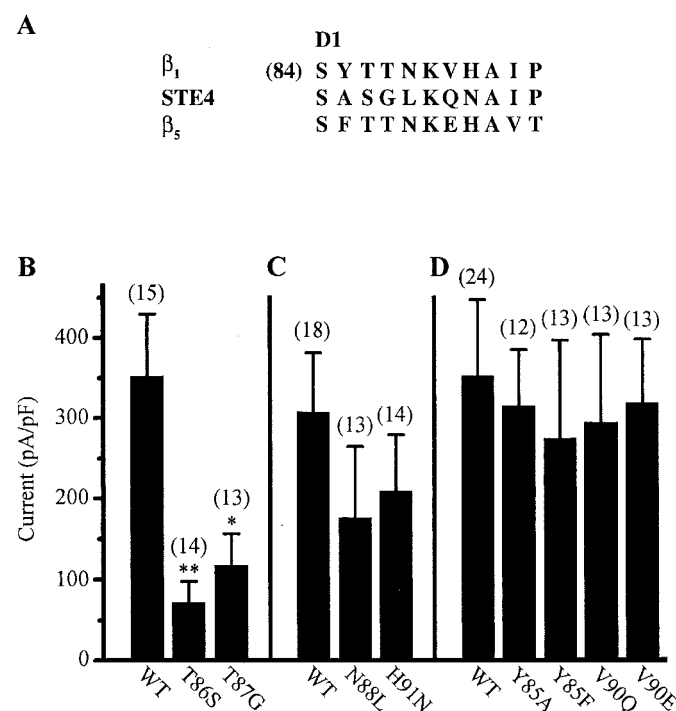 A
D1
β1 (84) S Y T T N K V H A I P
STE4 S A S G L K Q N A I P
β5 S F T T N K E H A V T
B C D
Current (pA/pF)
400
300
200
100
0
(15)
(14)
**
(13)
*
WT T86S T87G
(18)
(13)
(14)
WT N88L H91N
(24)
(12)
(13)
(13)
(13)
WT Y85A Y85F V90Q V90E